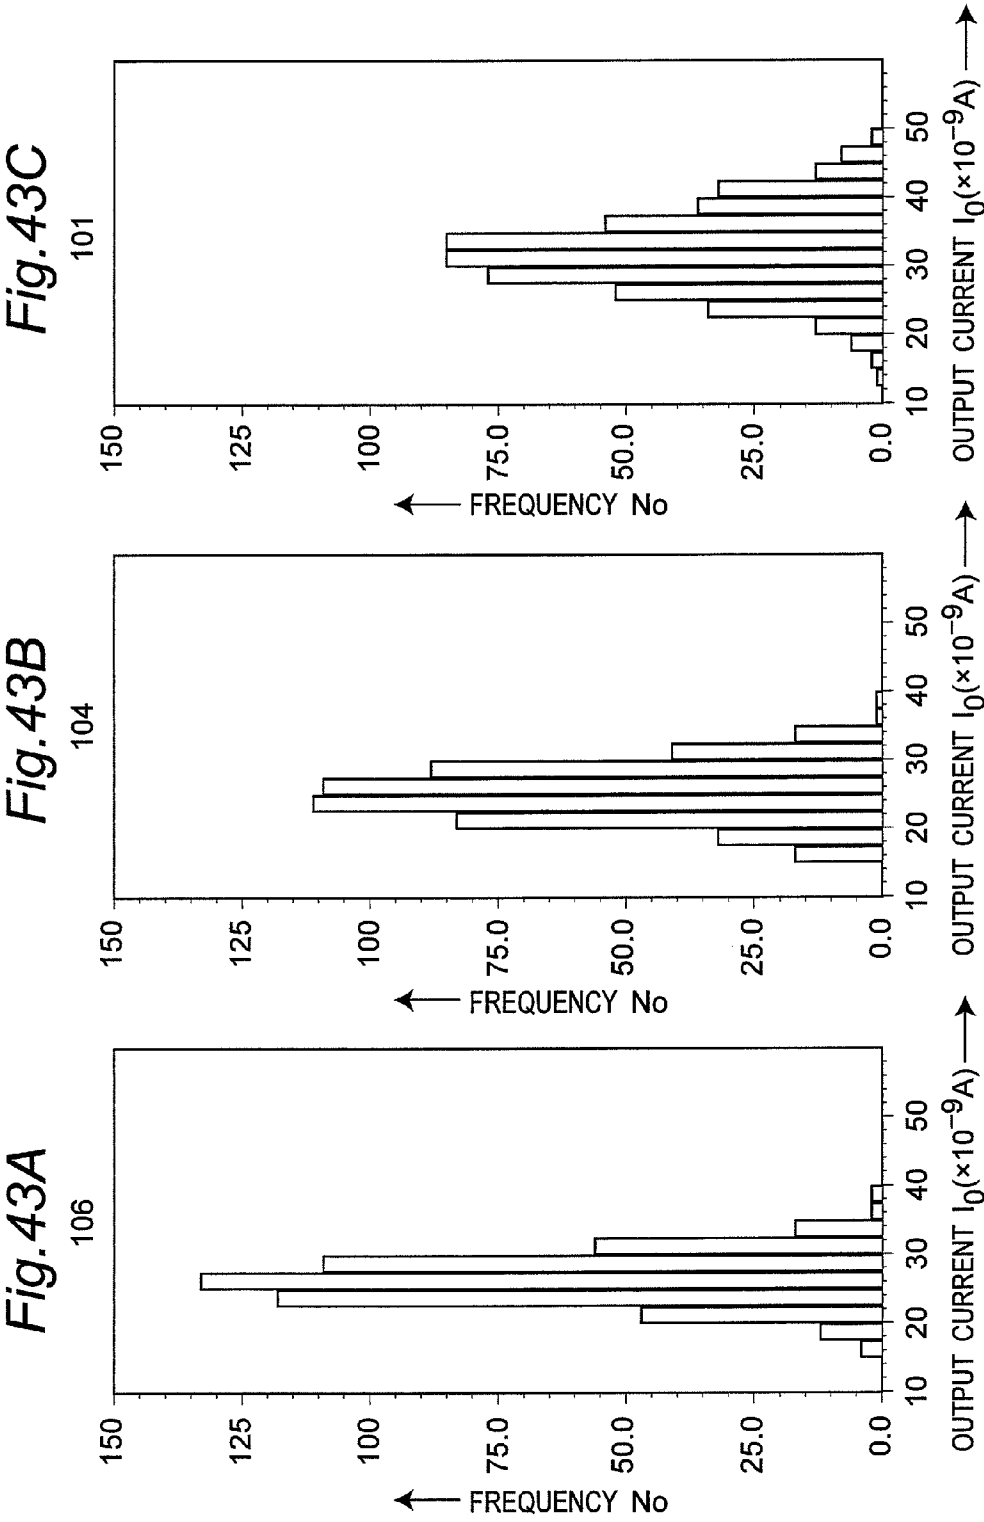 Fig.43A
106
150
125
100
75.0
50.0
25.0
0.0
FREQUENCY No
10 20 30 40 50
OUTPUT CURRENT I0(×10−9A)
Fig.43B
104
150
125
100
75.0
50.0
25.0
0.0
FREQUENCY No
10 20 30 40 50
OUTPUT CURRENT I0(×10−9A)
Fig.43C
101
150
125
100
75.0
50.0
25.0
0.0
FREQUENCY No
10 20 30 40 50
OUTPUT CURRENT I0(×10−9A)